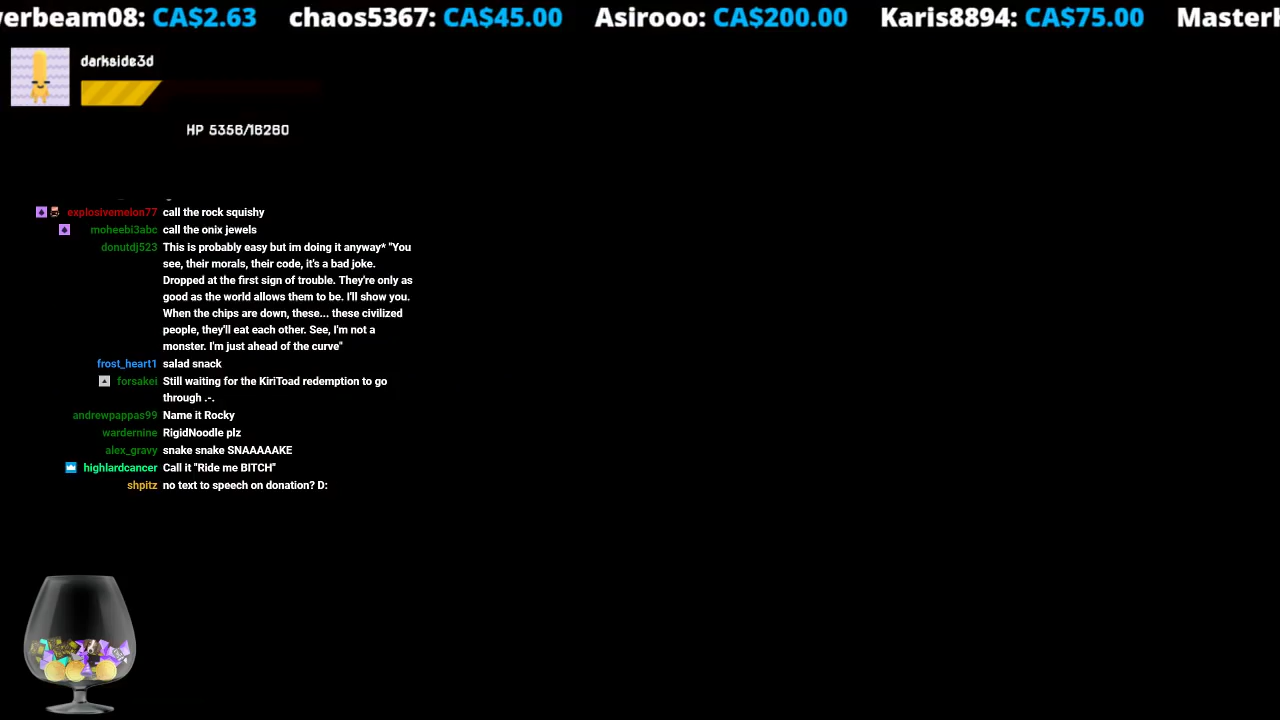 verbeam08: CA$2.63 chaos5367: CA$45.00 Asirooo: CA$200.00 Karis8894: CA$75.00
darkside3d
HP 5358/16280
explosivemelon77 call the rock squishy
moheebi3abc call the onix jewels
donutdj523 This is probably easy but im doing it anyway* "You
see, their morals, their code, it's a bad joke.
Dropped at the first sign of trouble. They're only as
good as the world allows them to be. I'll show you.
When the chips are down, these... these civilized
people, they'll eat each other. See, I'm not a
monster. I'm just ahead of the curve"
frost_heart1 salad snack
forsakei Still waiting for the KiriToad redemption to go
through .-.
andrewpappas99 Name it Rocky
wardernine RigidNoodle plz
alex_gravy snake snake SNAAAAAKE
highlardcancer Call it "Ride me BITCH"
shpitz no text to speech on donation? D: